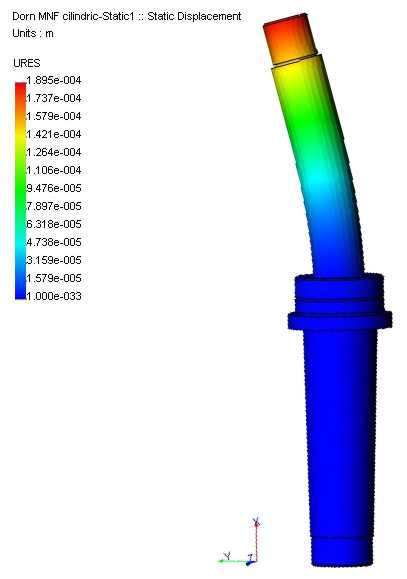 Dorn MNF cilindric-Static1 :: Static Displacement
Units : m
URES
1.895e-004
1.737e-004
1.579e-004
1.421e-004
1.264e-004
1.106e-004
9.476e-005
7.897e-005
6.318e-005
4.738e-005
3.159e-005
1.579e-005
1.000e-033
Y